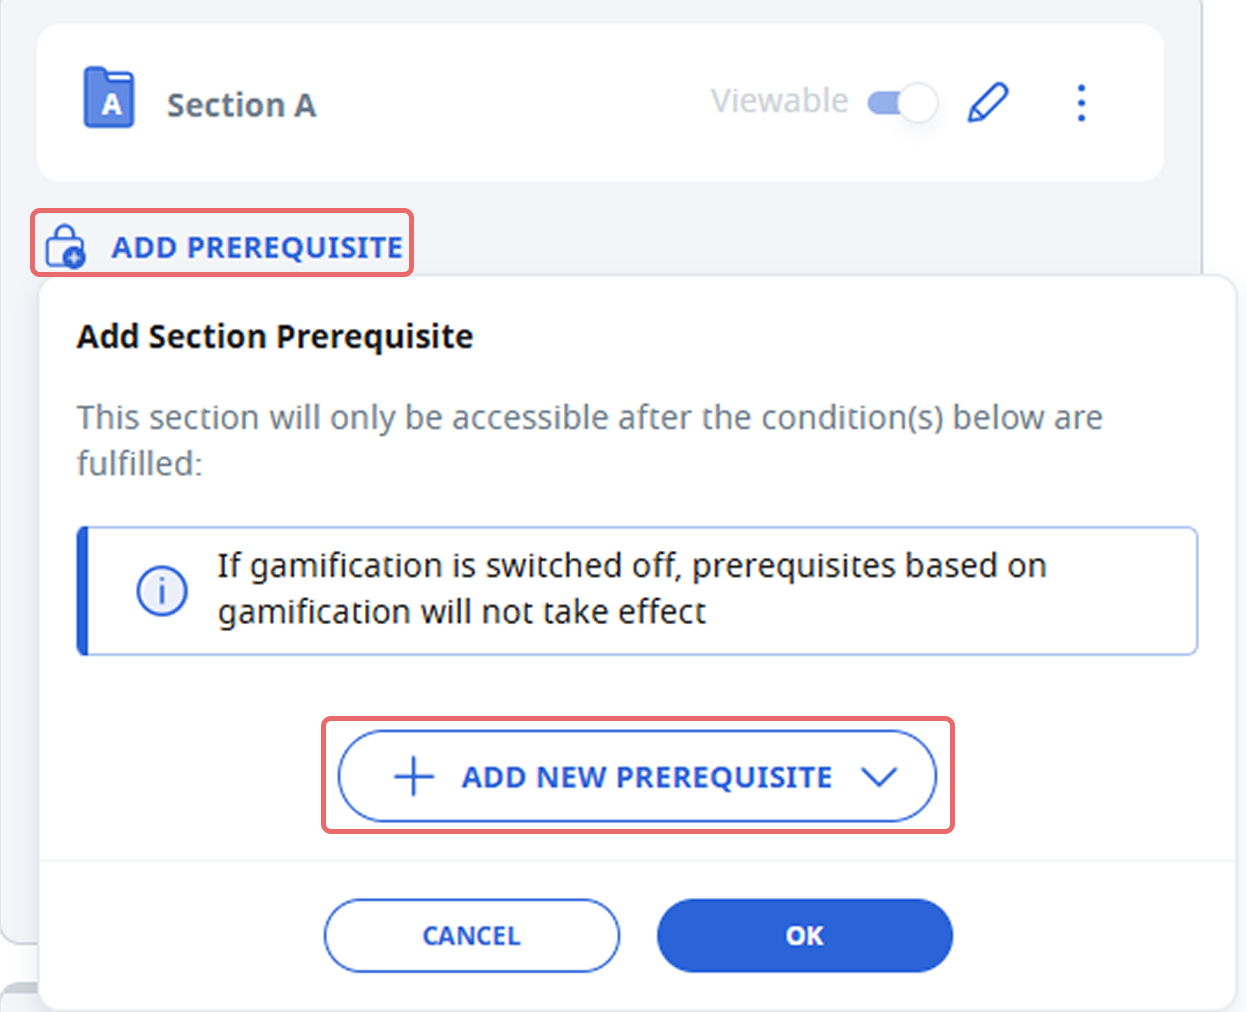 A
Section A
Viewable
ADD PREREQUISITE
Add Section Prerequisite
This section will only be accessible after the condition(s) below are
fulfilled:
If gamification is switched off, prerequisites based on
gamification will not take effect
ADD NEW PREREQUISITE
CANCEL
OK